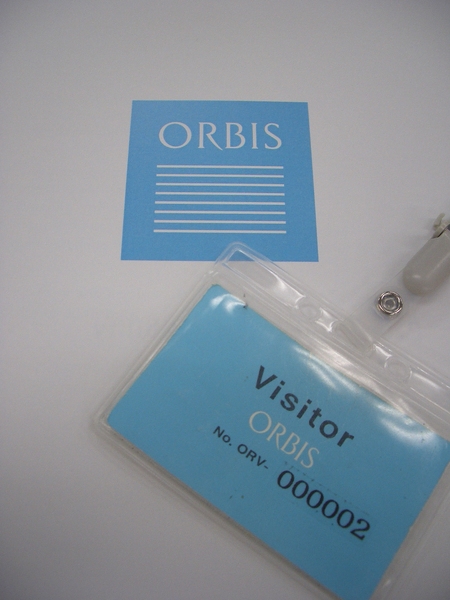 ORBIS
Visitor
ORBIS
No. ORV- 000002